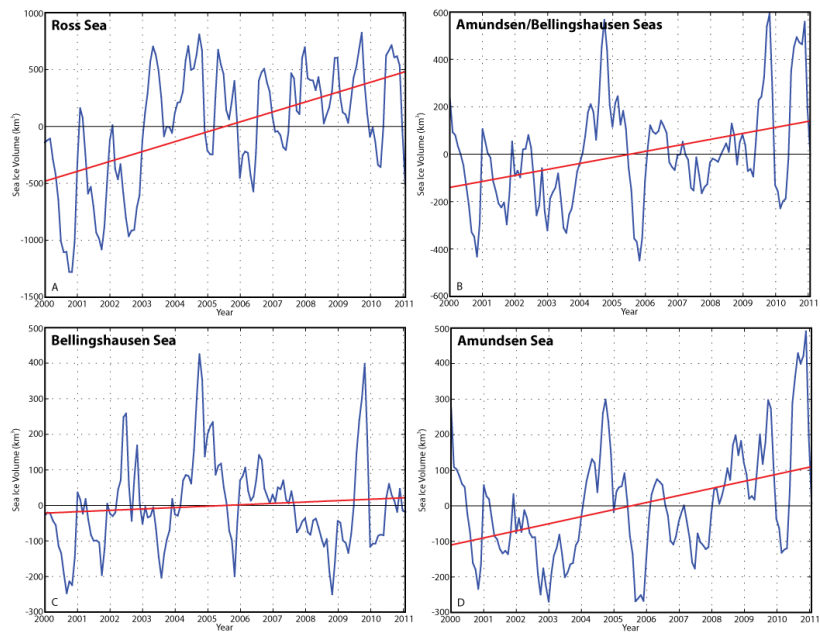 Ross Sea
1000
500
0
-500
-1000
-1500
Sea Ice Volume (km³)
A
2000 2001 2002 2003 2004 2005 2006 2007 2008 2009 2010 2011
Year
Amundsen/Bellingshausen Seas
600
400
200
0
-200
-400
-600
Sea Ice Volume (km³)
B
2000 2001 2002 2003 2004 2005 2006 2007 2008 2009 2010 2011
Year
Bellingshausen Sea
500
400
300
200
100
0
-100
-200
-300
Sea Ice Volume (km³)
C
2000 2001 2002 2003 2004 2005 2006 2007 2008 2009 2010 2011
Year
Amundsen Sea
500
400
300
200
100
0
-100
-200
-300
Sea Ice Volume (km³)
D
2000 2001 2002 2003 2004 2005 2006 2007 2008 2009 2010 2011
Year